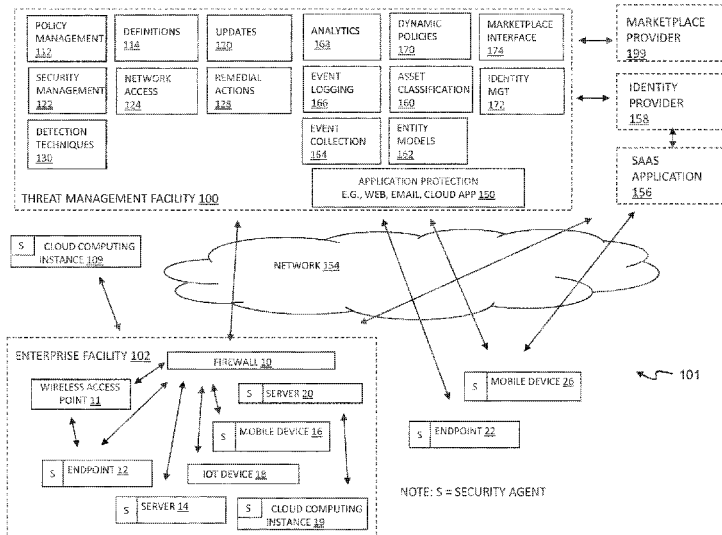 POLICY MANAGEMENT 112
DEFINITIONS 114
UPDATES 120
ANALYTICS 168
DYNAMIC POLICIES 170
MARKETPLACE INTERFACE 174
MARKETPLACE PROVIDER 199
SECURITY MANAGEMENT 122
NETWORK ACCESS 124
REMEDIAL ACTIONS 128
EVENT LOGGING 166
ASSET CLASSIFICATION 160
IDENTITY MGT 172
IDENTITY PROVIDER 158
DETECTION TECHNIQUES 130
EVENT COLLECTION 164
ENTITY MODELS 162
SAAS APPLICATION 156
APPLICATION PROTECTION
E.G., WEB, EMAIL, CLOUD APP 150
THREAT MANAGEMENT FACILITY 100
S CLOUD COMPUTING INSTANCE 109
NETWORK 154
ENTERPRISE FACILITY 102
FIREWALL 10
WIRELESS ACCESS POINT 11
S SERVER 20
S MOBILE DEVICE 26
101
S MOBILE DEVICE 16
S ENDPOINT 22
S ENDPOINT 12
IOT DEVICE 18
S SERVER 14
S CLOUD COMPUTING INSTANCE 19
NOTE: S = SECURITY AGENT